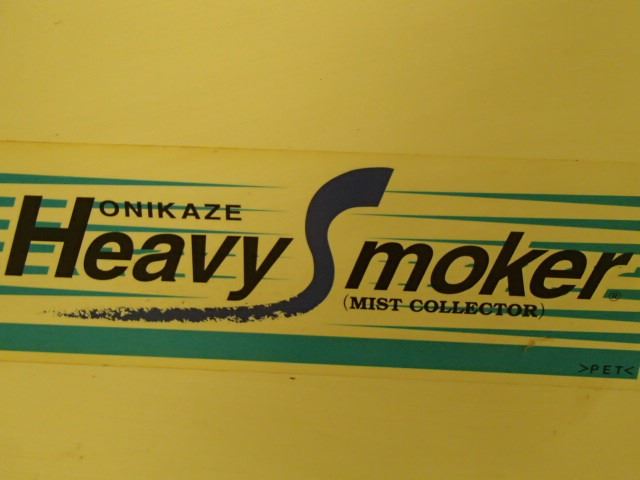 ONIKAZE
Heavy Smoker®
(MIST COLLECTOR)
>PET<